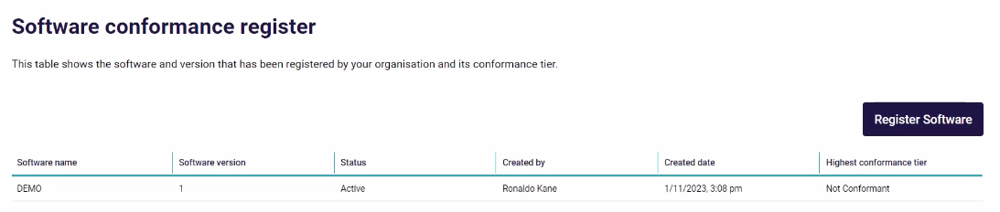 Software conformance register
This table shows the software and version that has been registered by your organisation and its conformance tier.
Register Software
Software name Software version Status Created by Created date Highest conformance tier
DEMO 1 Active Ronaldo Kane 1/11/2023, 3:08 pm Not Conformant